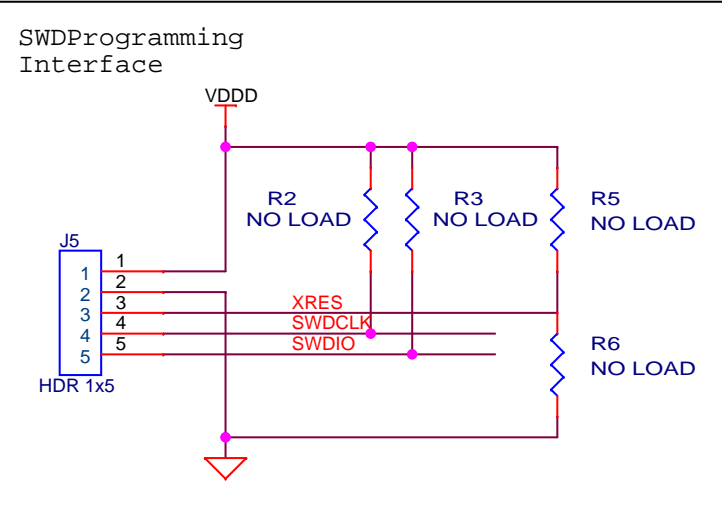 SWDProgramming
Interface
VDDD
R2
NO LOAD
R3
NO LOAD
R5
NO LOAD
J5
1 1
2 2
3 3
4 4
5 5
XRES
SWDCLK
SWDIO
R6
NO LOAD
HDR 1x5